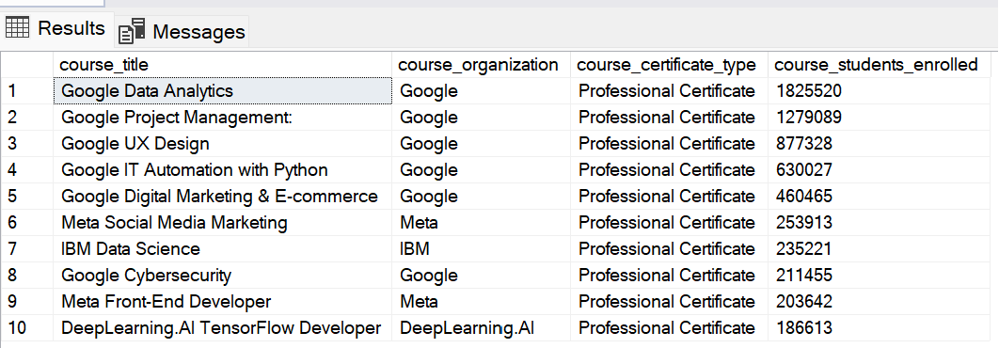 Results Messages
course_title course_organization course_certificate_type course_students_enrolled
1 Google Data Analytics Google Professional Certificate 1825520
2 Google Project Management: Google Professional Certificate 1279089
3 Google UX Design Google Professional Certificate 877328
4 Google IT Automation with Python Google Professional Certificate 630027
5 Google Digital Marketing & E-commerce Google Professional Certificate 460465
6 Meta Social Media Marketing Meta Professional Certificate 253913
7 IBM Data Science IBM Professional Certificate 235221
8 Google Cybersecurity Google Professional Certificate 211455
9 Meta Front-End Developer Meta Professional Certificate 203642
10 DeepLearning.AI TensorFlow Developer DeepLearning.AI Professional Certificate 186613